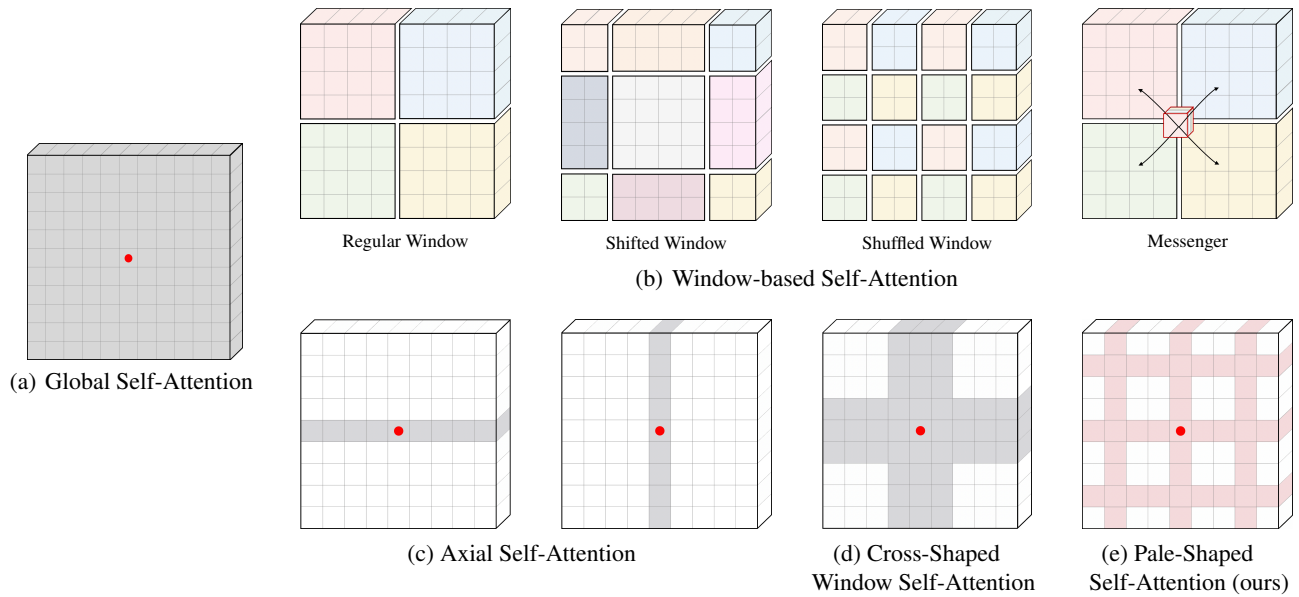 Regular Window
Shifted Window
Shuffled Window
Messenger
(b) Window-based Self-Attention
(a) Global Self-Attention
(c) Axial Self-Attention
(d) Cross-Shaped
Window Self-Attention
(e) Pale-Shaped
Self-Attention (ours)